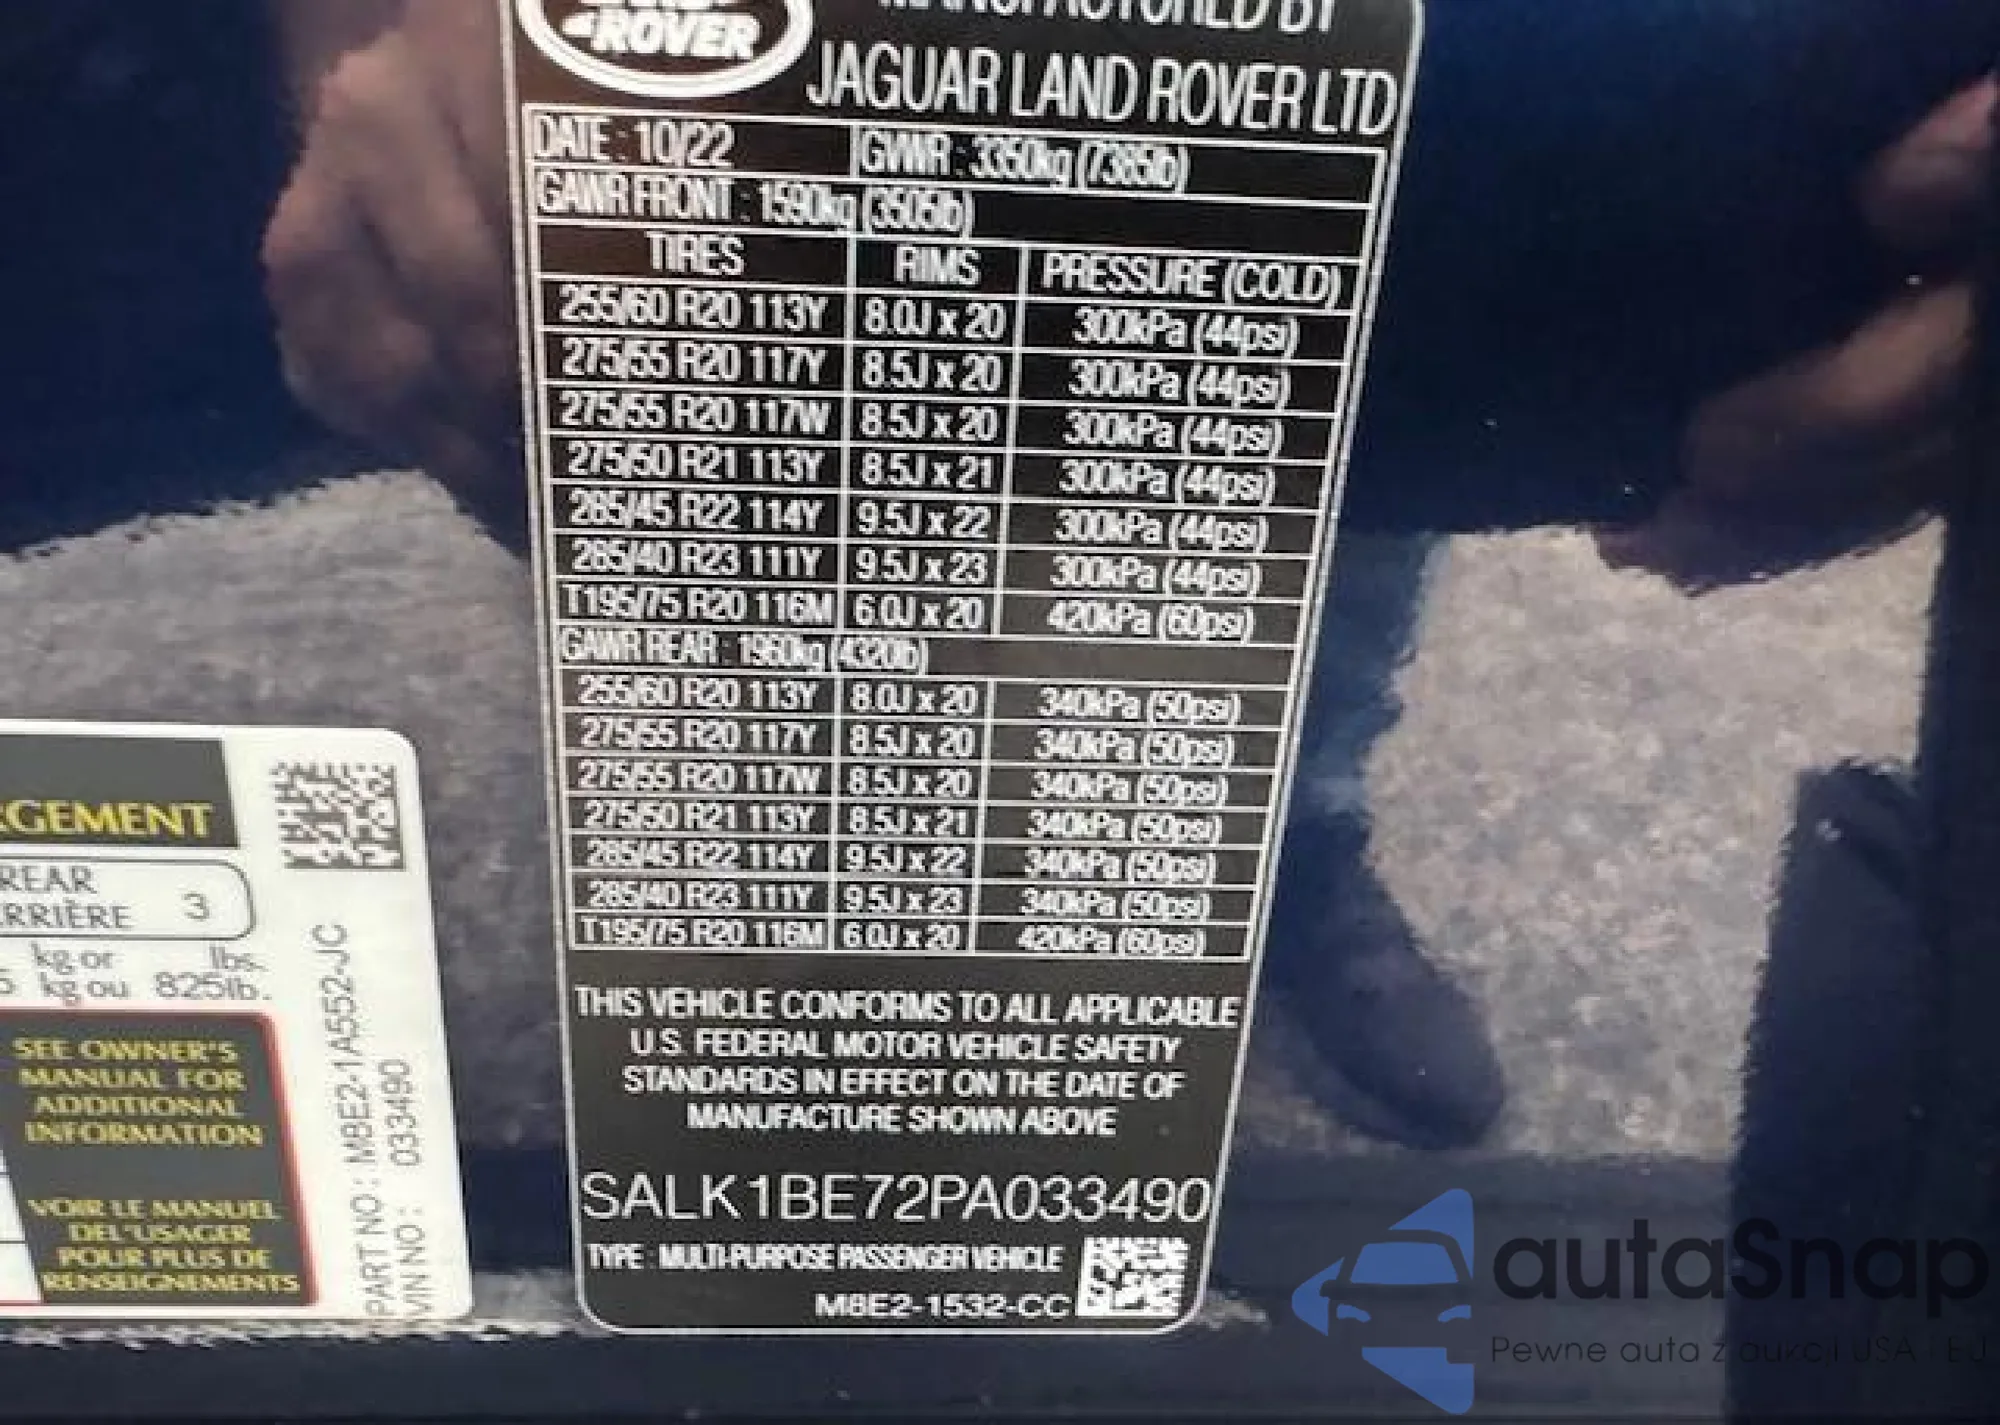 ROVER
MANUFACTURED BY
JAGUAR LAND ROVER LTD
DATE : 10/22 GVWR : 3350kg (7385lb)
GAWR FRONT : 1590kg (3505lb)
TIRES RIMS PRESSURE (COLD)
255/60 R20 113Y 8.0J x 20 300kPa (44psi)
275/55 R20 117Y 8.5J x 20 300kPa (44psi)
275/55 R20 117W 8.5J x 20 300kPa (44psi)
275/50 R21 113Y 8.5J x 21 300kPa (44psi)
285/45 R22 114Y 9.5J x 22 300kPa (44psi)
285/40 R23 111Y 9.5J x 23 300kPa (44psi)
T195/75 R20 116M 6.0J x 20 420kPa (60psi)
GAWR REAR : 1960kg (4320lb)
255/60 R20 113Y 8.0J x 20 340kPa (50psi)
275/55 R20 117Y 8.5J x 20 340kPa (50psi)
275/55 R20 117W 8.5J x 20 340kPa (50psi)
275/50 R21 113Y 8.5J x 21 340kPa (50psi)
285/45 R22 114Y 9.5J x 22 340kPa (50psi)
285/40 R23 111Y 9.5J x 23 340kPa (50psi)
T195/75 R20 116M 6.0J x 20 420kPa (60psi)
THIS VEHICLE CONFORMS TO ALL APPLICABLE
U.S. FEDERAL MOTOR VEHICLE SAFETY
STANDARDS IN EFFECT ON THE DATE OF
MANUFACTURE SHOWN ABOVE
SALK1BE72PA033490
TYPE : MULTI-PURPOSE PASSENGER VEHICLE
M8E2-1532-CC
RGEMENT
REAR
RRIÈRE 3
kg or lbs.
5 kg ou 825lb.
SEE OWNER'S
MANUAL FOR
ADDITIONAL
INFORMATION
VOIR LE MANUEL
DEL'USAGER
POUR PLUS DE
RENSEIGNEMENTS
PART NO : M8E2-1A552-JC
VIN NO : 033490
autaSnap
Pewne auta z aukcji USA i EU